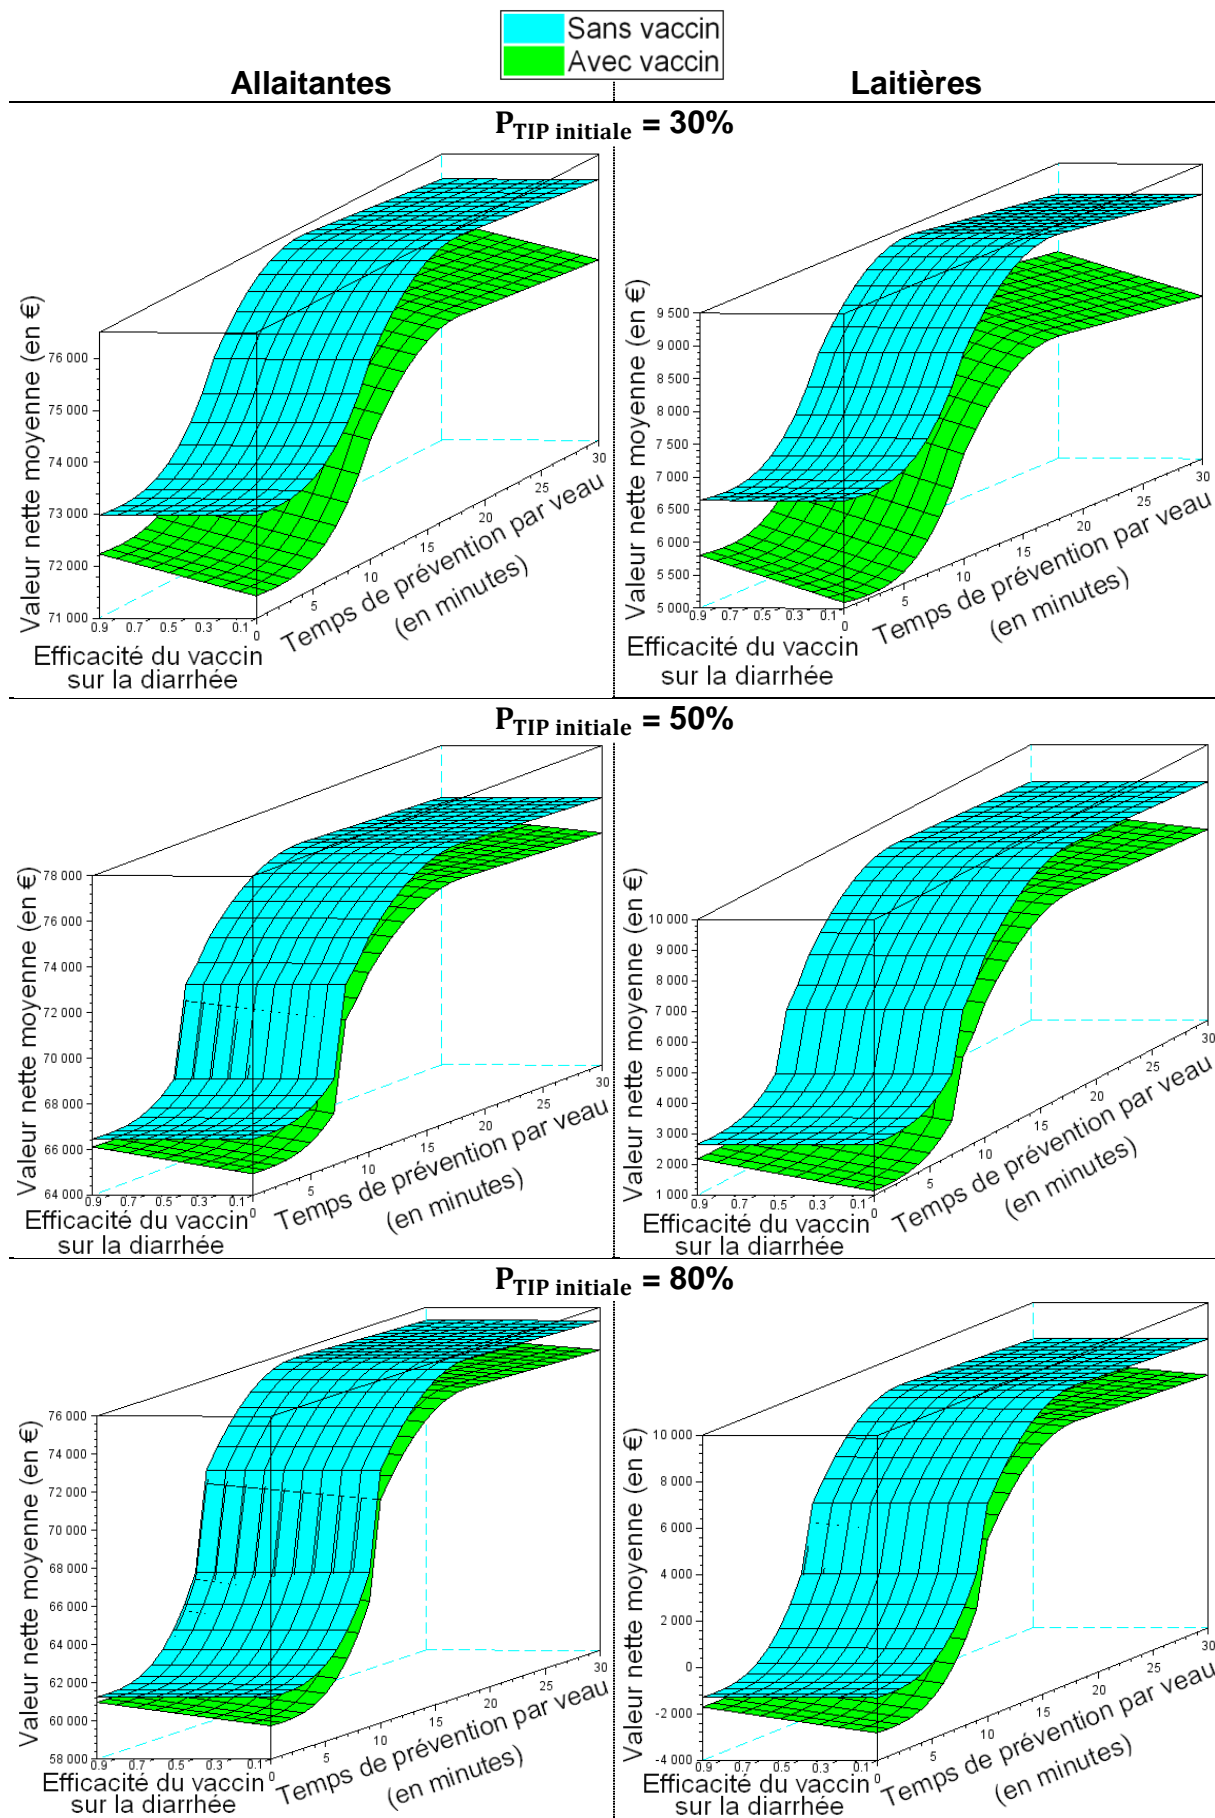 Sans vaccin
Avec vaccin
Allaitantes
Laitières
P_TIP initiale = 30%
Valeur nette moyenne (en €)
76 000
75 000
74 000
73 000
72 000
71 000
0.9 0.7 0.5 0.3 0.1
0 5 10 15 20 25 30
Efficacité du vaccin
sur la diarrhée
Temps de prévention par veau
(en minutes)
Valeur nette moyenne (en €)
9 500
9 000
8 500
8 000
7 500
7 000
6 500
6 000
5 500
5 000
0.9 0.7 0.5 0.3 0.1
0 5 10 15 20 25 30
Efficacité du vaccin
sur la diarrhée
Temps de prévention par veau
(en minutes)
P_TIP initiale = 50%
Valeur nette moyenne (en €)
78 000
76 000
74 000
72 000
70 000
68 000
66 000
64 000
0.9 0.7 0.5 0.3 0.1
0 5 10 15 20 25 30
Efficacité du vaccin
sur la diarrhée
Temps de prévention par veau
(en minutes)
Valeur nette moyenne (en €)
10 000
9 000
8 000
7 000
6 000
5 000
4 000
3 000
2 000
1 000
0.9 0.7 0.5 0.3 0.1
0 5 10 15 20 25 30
Efficacité du vaccin
sur la diarrhée
Temps de prévention par veau
(en minutes)
P_TIP initiale = 80%
Valeur nette moyenne (en €)
76 000
74 000
72 000
70 000
68 000
66 000
64 000
62 000
61 000
60 000
58 000
0.9 0.7 0.5 0.3 0.1
0 5 10 15 20 25 30
Efficacité du vaccin
sur la diarrhée
Temps de prévention par veau
(en minutes)
Valeur nette moyenne (en €)
10 000
8 000
6 000
4 000
2 000
0
-2 000
-4 000
0.9 0.7 0.5 0.3 0.1
0 5 10 15 20 25 30
Efficacité du vaccin
sur la diarrhée
Temps de prévention par veau
(en minutes)